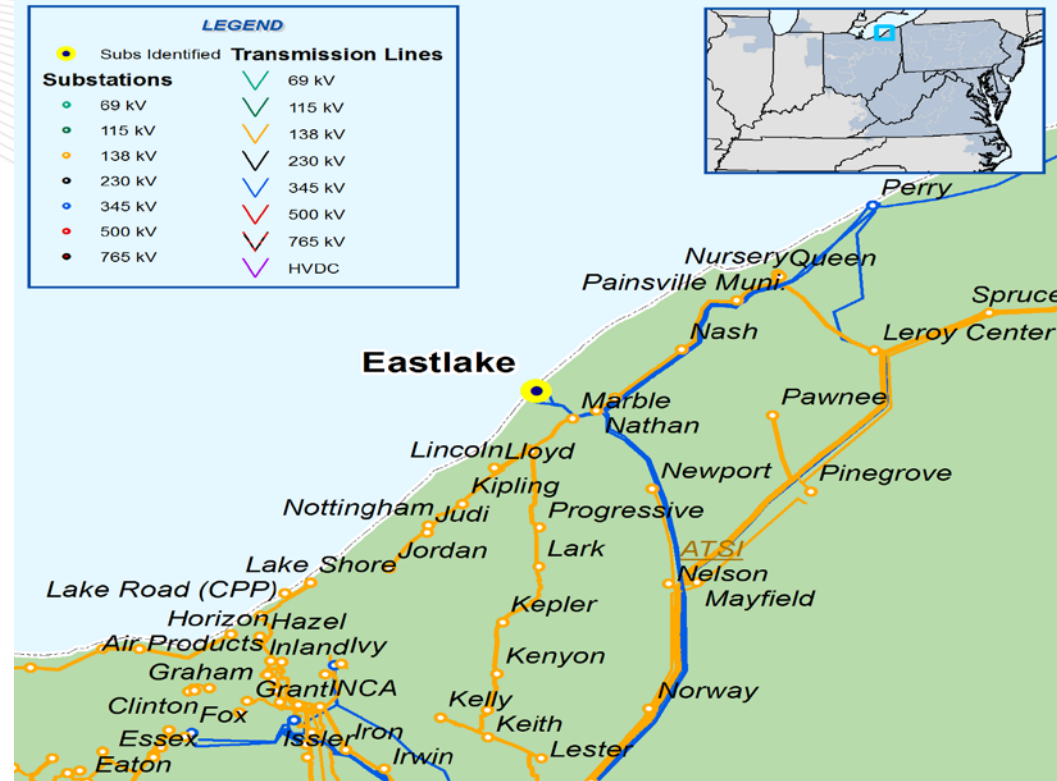 LEGEND
Subs Identified
Transmission Lines
Substations
69 kV
69 kV
115 kV
115 kV
138 kV
138 kV
230 kV
230 kV
345 kV
345 kV
500 kV
500 kV
765 kV
765 kV
HVDC
Perry
Nursery
Queen
Painsville Muni.
Spruce
Nash
Leroy Center
Eastlake
Marble
Pawnee
Nathan
Lincoln
Lloyd
Newport
Pinegrove
Kipling
Nottingham
Judi
Progressive
Jordan
Lark
ATSI
Lake Shore
Nelson
Lake Road (CPP)
Mayfield
Kepler
Horizon
Hazel
Air Products
Inland
Ivy
Kenyon
Graham
Grant
INCA
Norway
Clinton
Fox
Kelly
Keith
Essex
Issler
Iron
Lester
Irwin
Eaton